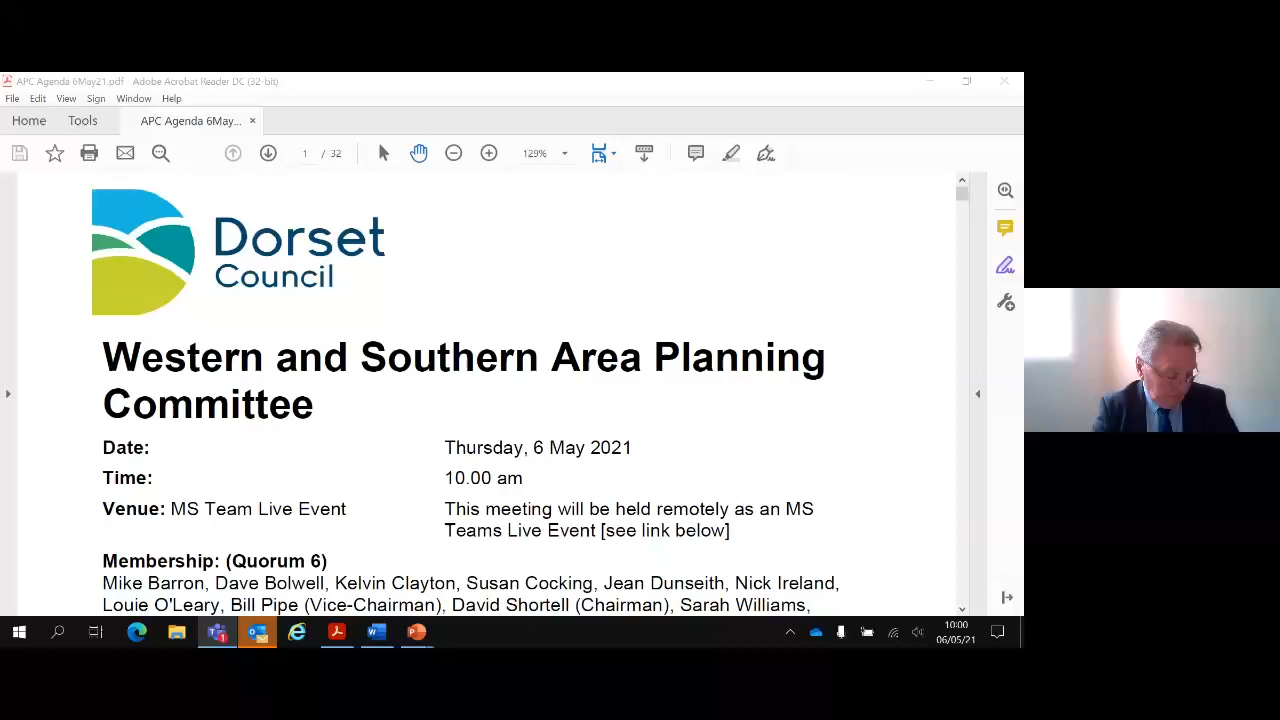 APC Agenda 6May21.pdf - Adobe Acrobat Reader DC (32-bit)
File Edit View Sign Window Help
Home Tools APC Agenda 6May... ×
1 / 32 129%
Dorset
Council
Western and Southern Area Planning
Committee
Date: Thursday, 6 May 2021
Time: 10.00 am
Venue: MS Team Live Event This meeting will be held remotely as an MS
Teams Live Event [see link below]
Membership: (Quorum 6)
Mike Barron, Dave Bolwell, Kelvin Clayton, Susan Cocking, Jean Dunseith, Nick Ireland,
Louie O'Leary, Bill Pipe (Vice-Chairman), David Shortell (Chairman), Sarah Williams,
10:00
06/05/21